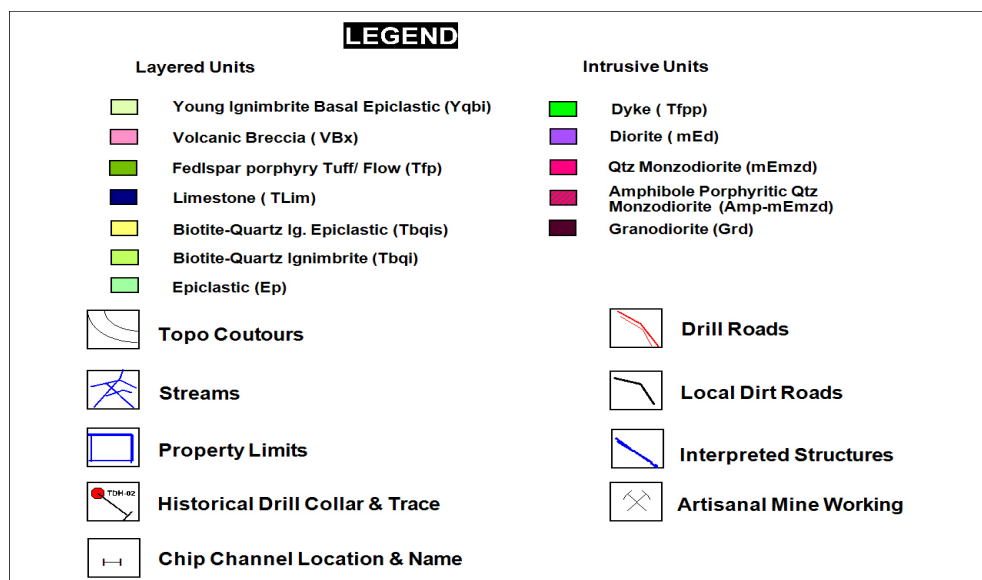 LEGEND
Layered Units
Young Ignimbrite Basal Epiclastic (Yqbi)
Volcanic Breccia ( VBx)
Fedlspar porphyry Tuff/ Flow (Tfp)
Limestone ( TLim)
Biotite-Quartz Ig. Epiclastic (Tbqis)
Biotite-Quartz Ignimbrite (Tbqi)
Epiclastic (Ep)
Intrusive Units
Dyke ( Tfpp)
Diorite ( mEd)
Qtz Monzodiorite (mEmzd)
Amphibole Porphyritic Qtz
Monzodiorite (Amp-mEmzd)
Granodiorite (Grd)
Topo Coutours
Streams
Property Limits
TDH-02
Historical Drill Collar & Trace
Chip Channel Location & Name
Drill Roads
Local Dirt Roads
Interpreted Structures
Artisanal Mine Working